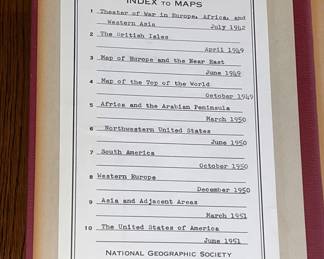 INDEX TO MAPS
1 Theater of War in Europe, Africa, and
Western Asia July 1942
2 The British Isles
April 1949
3 Map of Europe and the Near East
June 1949
4 Map of the Top of the World
October 1949
5 Africa and the Arabian Peninsula
March 1950
6 Northwestern United States
June 1950
7 South America
October 1950
8 Western Europe
December 1950
9 Asia and Adjacent Areas
March 1951
10 The United States of America
June 1951
NATIONAL GEOGRAPHIC SOCIETY